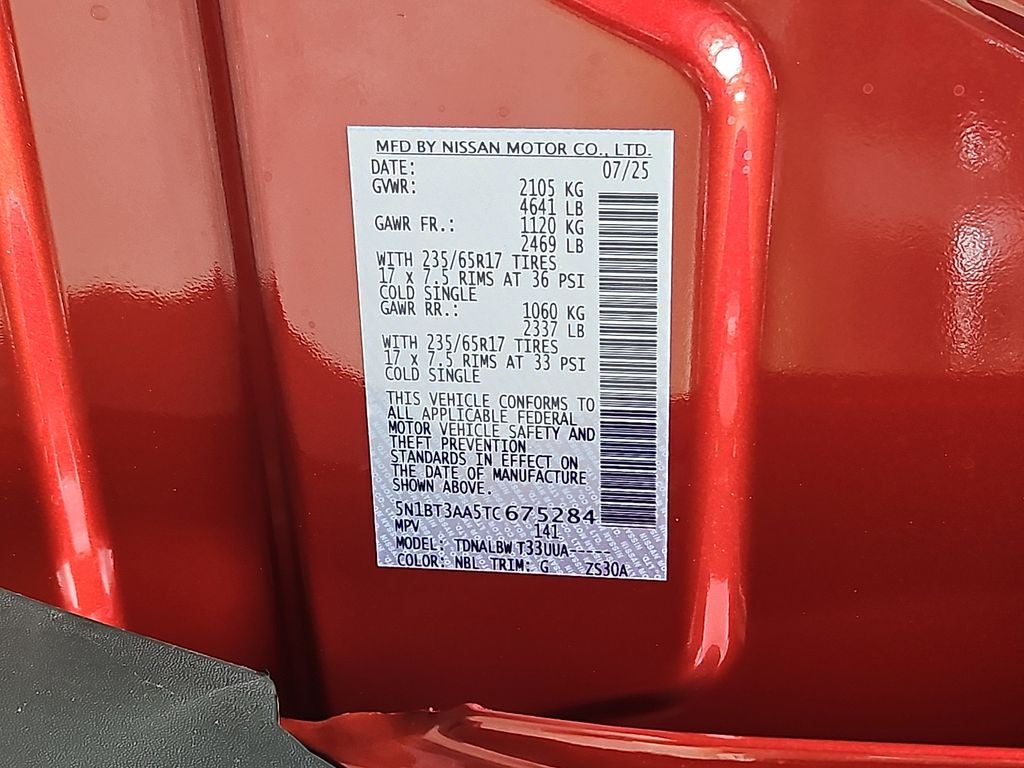 MFD BY NISSAN MOTOR CO., LTD.
DATE: 07/25
GVWR: 2105 KG
4641 LB
GAWR FR.: 1120 KG
2469 LB
WITH 235/65R17 TIRES
17 x 7.5 RIMS AT 36 PSI
COLD SINGLE
GAWR RR.: 1060 KG
2337 LB
WITH 235/65R17 TIRES
17 x 7.5 RIMS AT 33 PSI
COLD SINGLE
THIS VEHICLE CONFORMS TO
ALL APPLICABLE FEDERAL
MOTOR VEHICLE SAFETY AND
THEFT PREVENTION
STANDARDS IN EFFECT ON
THE DATE OF MANUFACTURE
SHOWN ABOVE.
5N1BT3AA5TC675284
MPV 141
MODEL: TDNALBW T33UUA-----
COLOR: NBL TRIM: G ZS30A